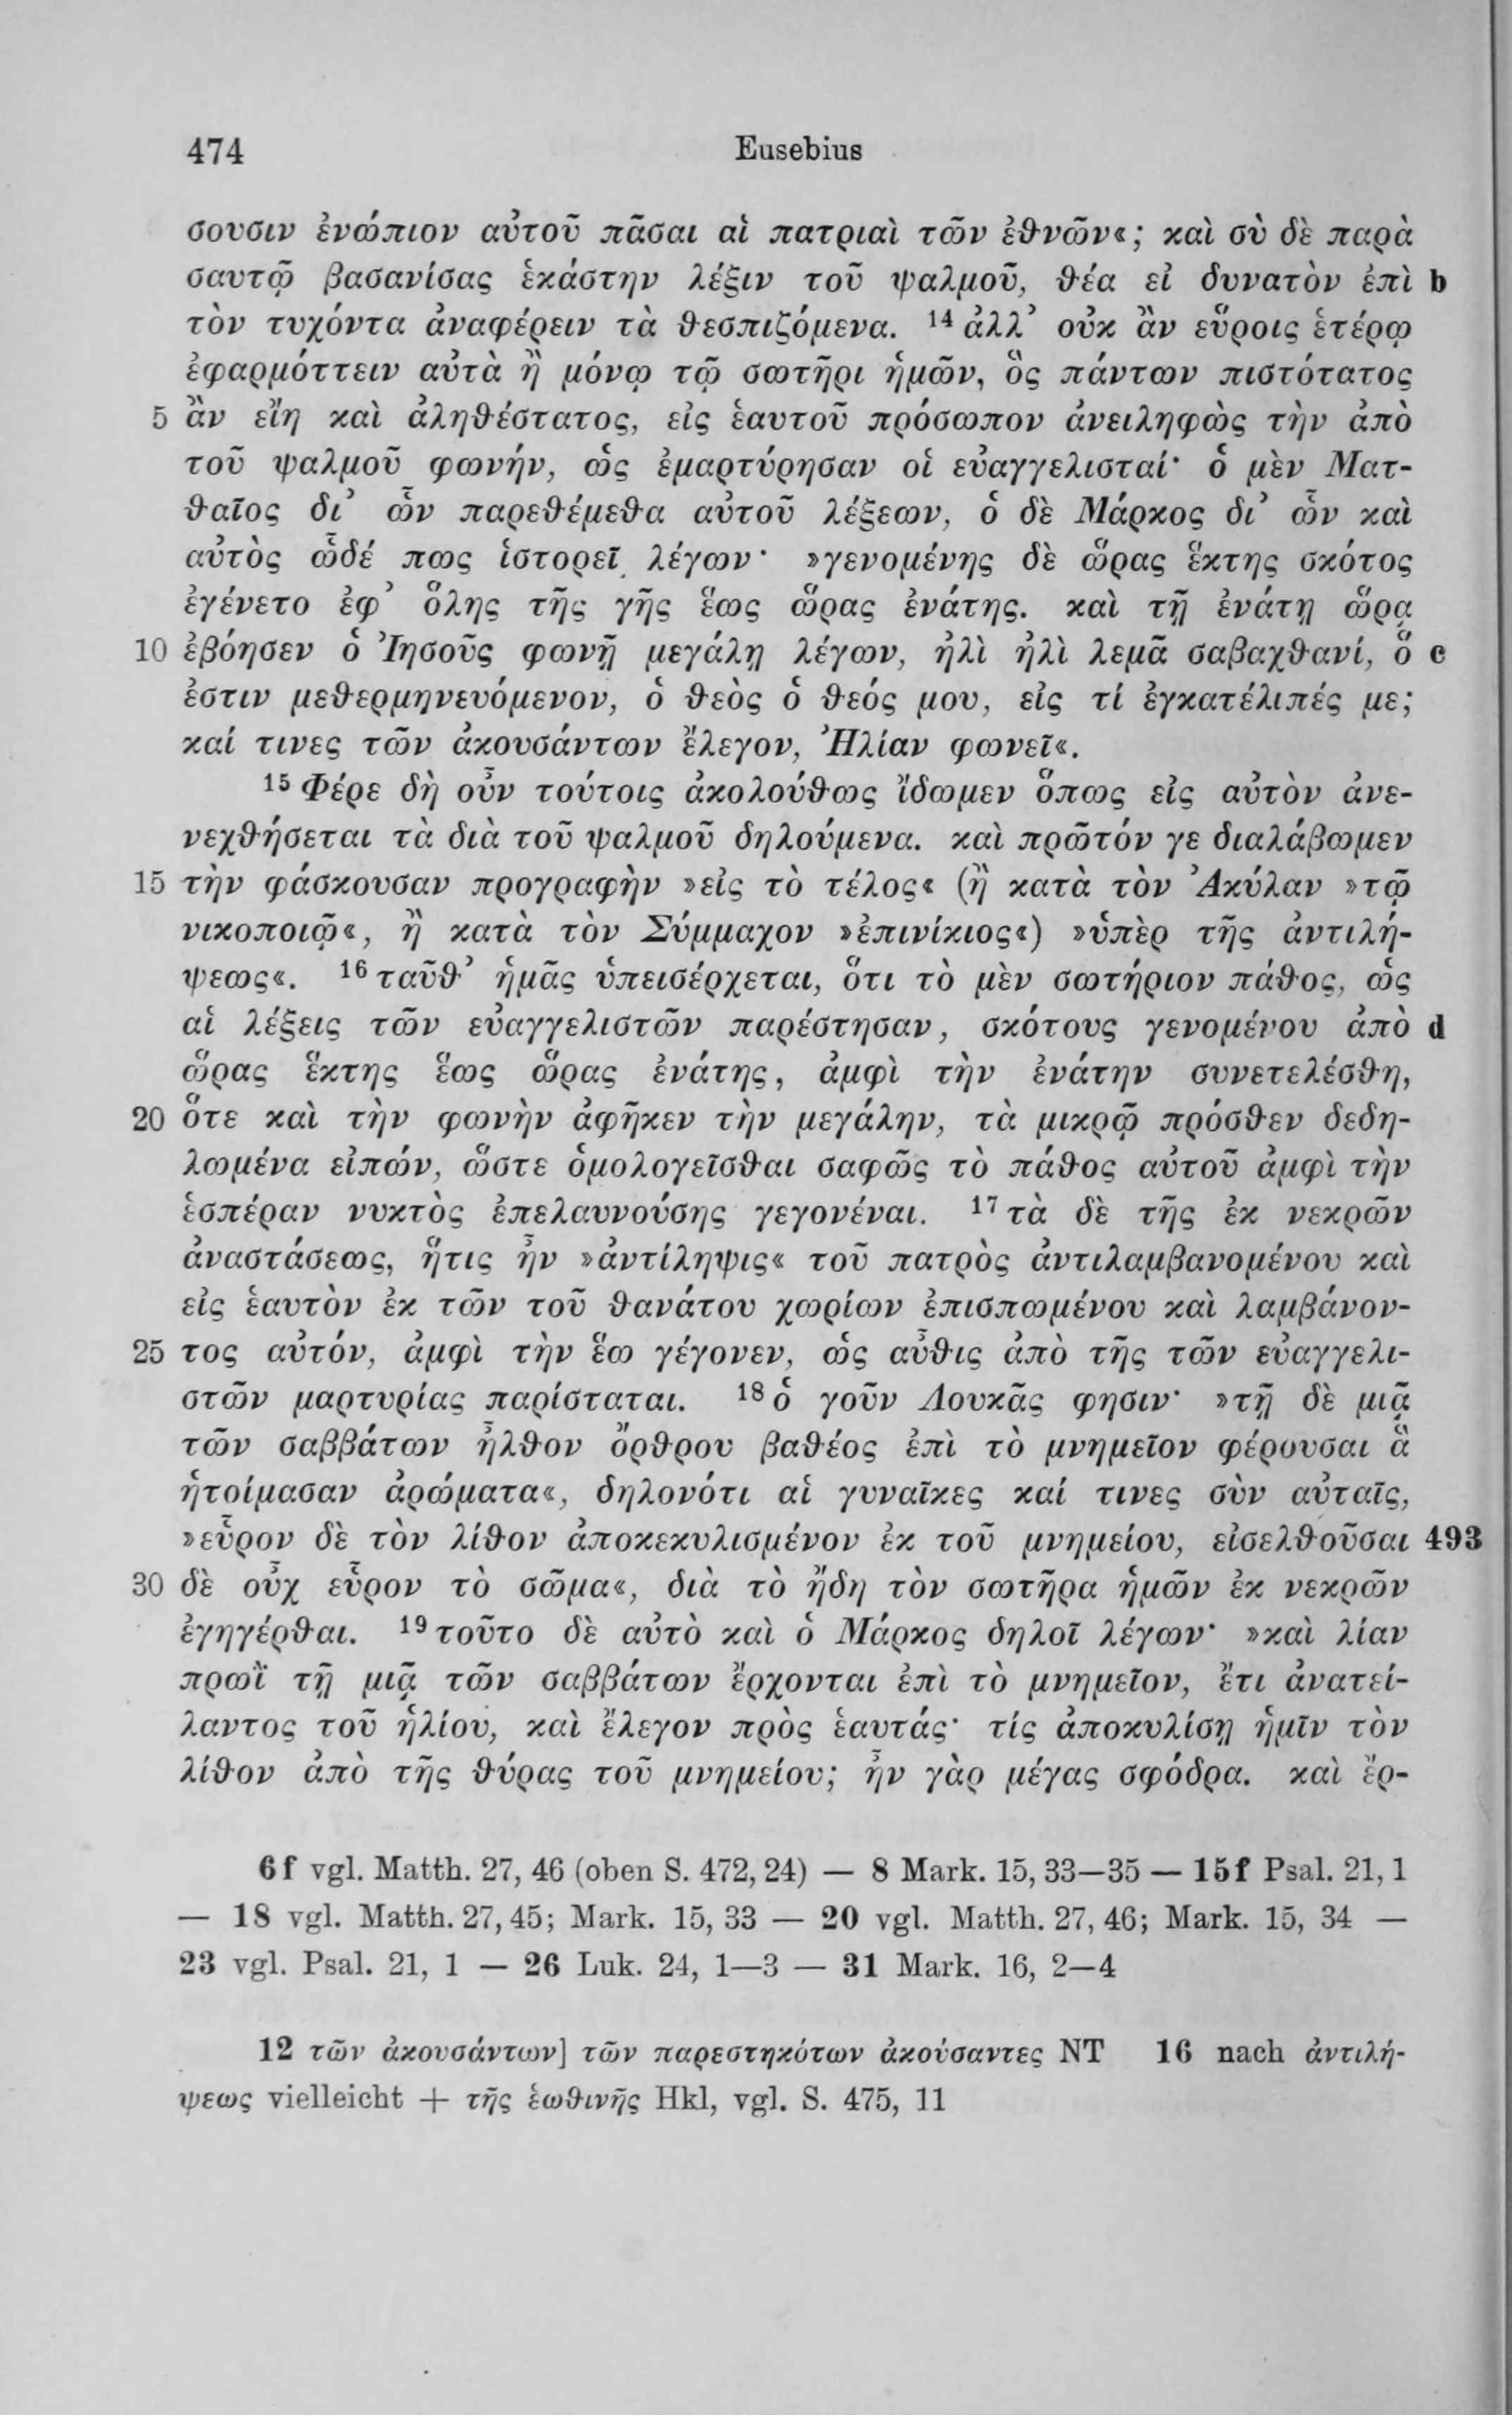 474 Eusebius
σουσιν ἐνώπιον αὐτοῦ πᾶσαι αἱ πατριαὶ τῶν ἐθνῶν«; καὶ σὺ δὲ παρὰ
σαυτῷ βασανίσας ἑκάστην λέξιν τοῦ ψαλμοῦ, θέα εἰ δυνατὸν ἐπὶ b
τὸν τυχόντα ἀναφέρειν τὰ θεσπιζόμενα. 14 ἀλλ’ οὐκ ἂν εὕροις ἑτέρῳ
ἐφαρμόττειν αὐτὰ ἢ μόνῳ τῷ σωτῆρι ἡμῶν, ὃς πάντων πιστότατος
5 ἂν εἴη καὶ ἀληθέστατος, εἰς ἑαυτοῦ πρόσωπον ἀνειληφὼς τὴν ἀπὸ
τοῦ ψαλμοῦ φωνήν, ὡς ἐμαρτύρησαν οἱ εὐαγγελισταί· ὁ μὲν Ματ-
θαῖος δι’ ὧν παρεθέμεθα αὐτοῦ λέξεων, ὁ δὲ Μάρκος δι’ ὧν καὶ
αὐτὸς ὧδέ πως ἱστορεῖ λέγων· »γενομένης δὲ ὥρας ἕκτης σκότος
ἐγένετο ἐφ’ ὅλης τῆς γῆς ἕως ὥρας ἐνάτης. καὶ τῇ ἐνάτῃ ὥρᾳ
10 ἐβόησεν ὁ Ἰησοῦς φωνῇ μεγάλῃ λέγων, ἠλὶ ἠλὶ λεμᾶ σαβαχθανί, ὅ c
ἐστιν μεθερμηνευόμενον, ὁ θεὸς ὁ θεός μου, εἰς τί ἐγκατέλιπές με;
καί τινες τῶν ἀκουσάντων ἔλεγον, Ἠλίαν φωνεῖ«.
15 Φέρε δὴ οὖν τούτοις ἀκολούθως ἴδωμεν ὅπως εἰς αὐτὸν ἀνε-
νεχθήσεται τὰ διὰ τοῦ ψαλμοῦ δηλούμενα. καὶ πρῶτόν γε διαλάβωμεν
15 τὴν φάσκουσαν προγραφὴν »εἰς τὸ τέλος« (ἢ κατὰ τὸν Ἀκύλαν »τῷ
νικοποιῷ«, ἢ κατὰ τὸν Σύμμαχον »ἐπινίκιος«) »ὑπὲρ τῆς ἀντιλή-
ψεως«. 16 ταῦθ’ ἡμᾶς ὑπεισέρχεται, ὅτι τὸ μὲν σωτήριον πάθος, ὡς
αἱ λέξεις τῶν εὐαγγελιστῶν παρέστησαν, σκότους γενομένου ἀπὸ d
ὥρας ἕκτης ἕως ὥρας ἐνάτης, ἀμφὶ τὴν ἐνάτην συνετελέσθη,
20 ὅτε καὶ τὴν φωνὴν ἀφῆκεν τὴν μεγάλην, τὰ μικρῷ πρόσθεν δεδη-
λωμένα εἰπών, ὥστε ὁμολογεῖσθαι σαφῶς τὸ πάθος αὐτοῦ ἀμφὶ τὴν
ἑσπέραν νυκτὸς ἐπελαυνούσης γεγονέναι. 17 τὰ δὲ τῆς ἐκ νεκρῶν
ἀναστάσεως, ἥτις ἦν »ἀντίληψις« τοῦ πατρὸς ἀντιλαμβανομένου καὶ
εἰς ἑαυτὸν ἐκ τῶν τοῦ θανάτου χωρίων ἐπισπωμένου καὶ λαμβάνον-
25 τος αὐτόν, ἀμφὶ τὴν ἕω γέγονεν, ὡς αὖθις ἀπὸ τῆς τῶν εὐαγγελι-
στῶν μαρτυρίας παρίσταται. 18 ὁ γοῦν Λουκᾶς φησιν· »τῇ δὲ μιᾷ
τῶν σαββάτων ἦλθον ὄρθρου βαθέος ἐπὶ τὸ μνημεῖον φέρουσαι ἃ
ἡτοίμασαν ἀρώματα«, δηλονότι αἱ γυναῖκες καί τινες σὺν αὐταῖς,
»εὗρον δὲ τὸν λίθον ἀποκεκυλισμένον ἐκ τοῦ μνημείου, εἰσελθοῦσαι 493
30 δὲ οὐχ εὗρον τὸ σῶμα«, διὰ τὸ ἤδη τὸν σωτῆρα ἡμῶν ἐκ νεκρῶν
ἐγηγέρθαι. 19 τοῦτο δὲ αὐτὸ καὶ ὁ Μάρκος δηλοῖ λέγων· »καὶ λίαν
πρωῒ τῇ μιᾷ τῶν σαββάτων ἔρχονται ἐπὶ τὸ μνημεῖον, ἔτι ἀνατεί-
λαντος τοῦ ἡλίου, καὶ ἔλεγον πρὸς ἑαυτάς· τίς ἀποκυλίσῃ ἡμῖν τὸν
λίθον ἀπὸ τῆς θύρας τοῦ μνημείου; ἦν γὰρ μέγας σφόδρα. καὶ ἔρ-
6 f vgl. Matth. 27, 46 (oben S. 472, 24) — 8 Mark. 15, 33—35 — 15 f Psal. 21, 1
— 18 vgl. Matth. 27, 45; Mark. 15, 33 — 20 vgl. Matth. 27, 46; Mark. 15, 34 —
23 vgl. Psal. 21, 1 — 26 Luk. 24, 1—3 — 31 Mark. 16, 2—4
12 τῶν ἀκουσάντων] τῶν παρεστηκότων ἀκούσαντες NT 16 nach ἀντιλή-
ψεως vielleicht + τῆς ἑωθινῆς Hkl, vgl. S. 475, 11